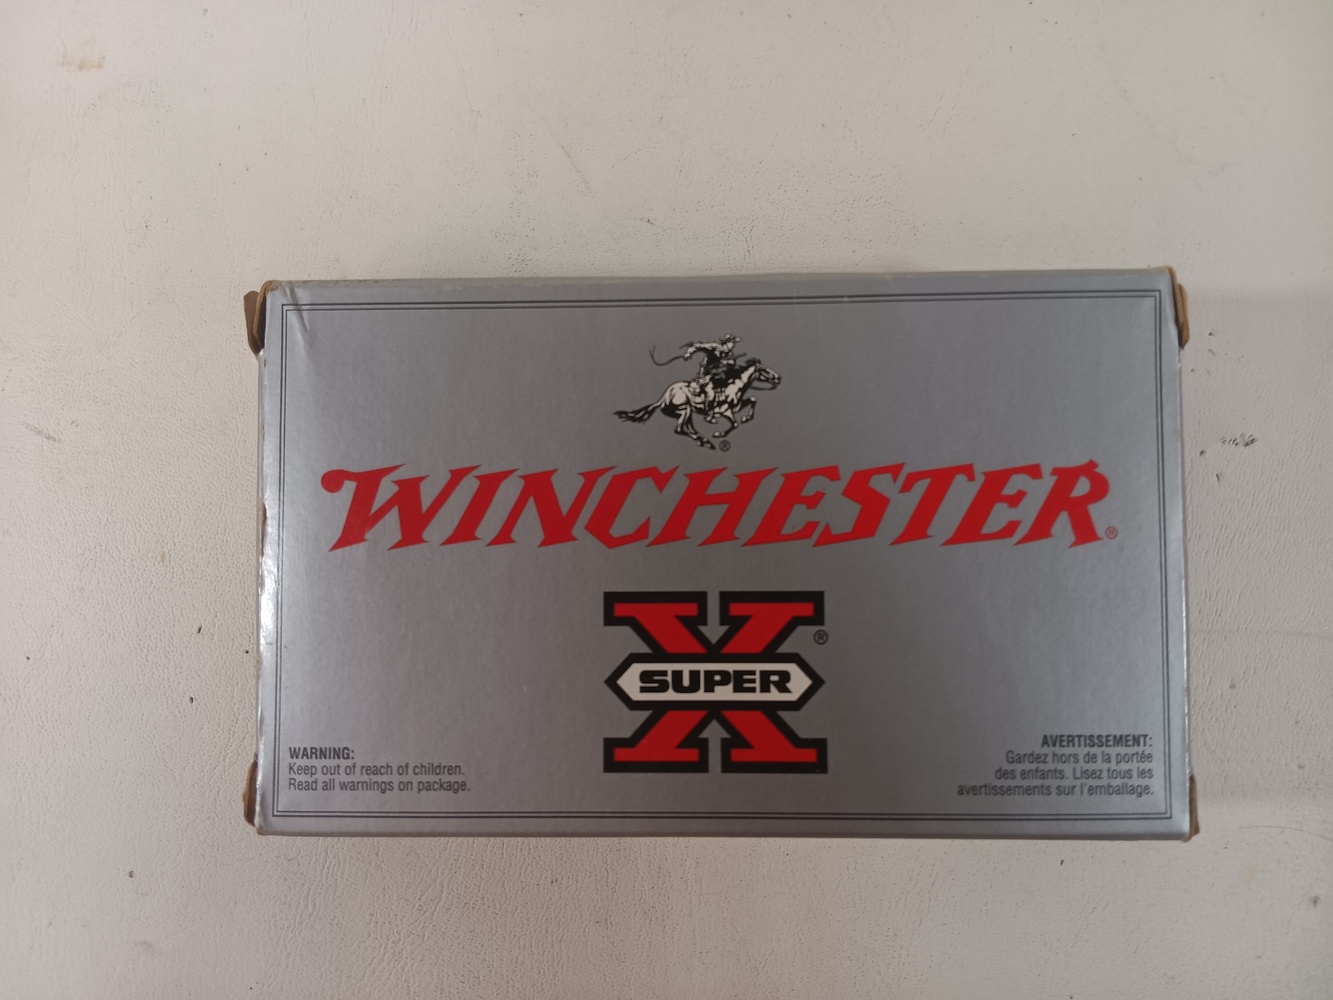 ®
WINCHESTER®
X®
SUPER
WARNING:
Keep out of reach of children.
Read all warnings on package.
AVERTISSEMENT:
Gardez hors de la portée
des enfants. Lisez tous les
avertissements sur l'emballage.